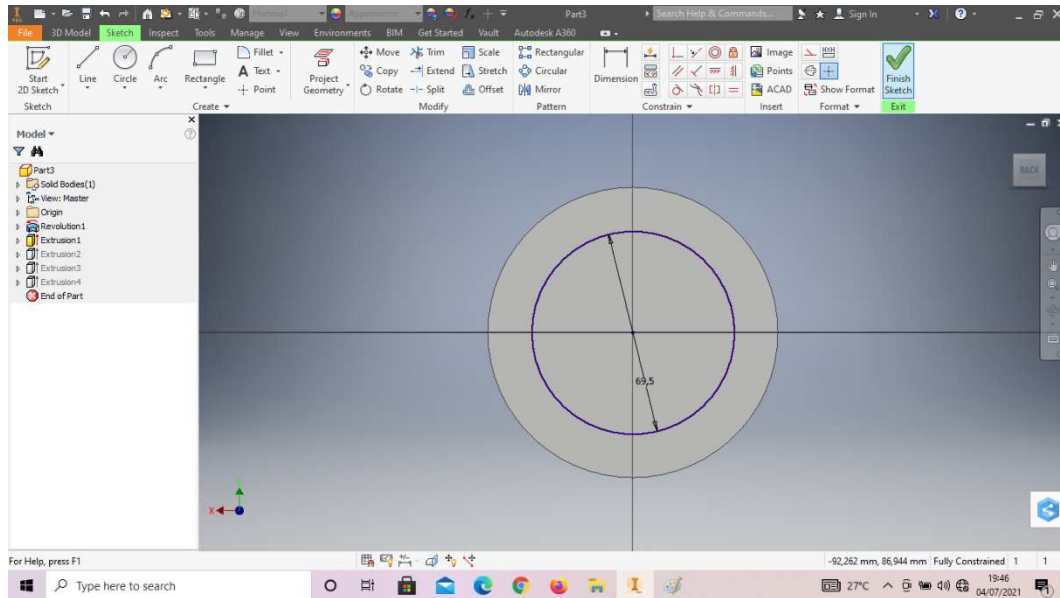 Material Appearance Part3 Search Help & Commands... Sign In
File 3D Model Sketch Inspect Tools Manage View Environments BIM Get Started Vault Autodesk A360
Start 2D Sketch Line Circle Arc Rectangle Fillet Text Point Project Geometry Move Trim Scale Copy Extend Stretch Rotate Split Offset Rectangular Circular Mirror Dimension Image Points ACAD Show Format Finish Sketch
Sketch Create Modify Pattern Constrain Insert Format Exit
Model
Part3
Solid Bodies(1)
View: Master
Origin
Revolution1
Extrusion1
Extrusion2
Extrusion3
Extrusion4
End of Part
BACK
69,5
X
For Help, press F1 -92,262 mm, 86,944 mm Fully Constrained 1 1
Type here to search 27°C 19:46
04/07/2021